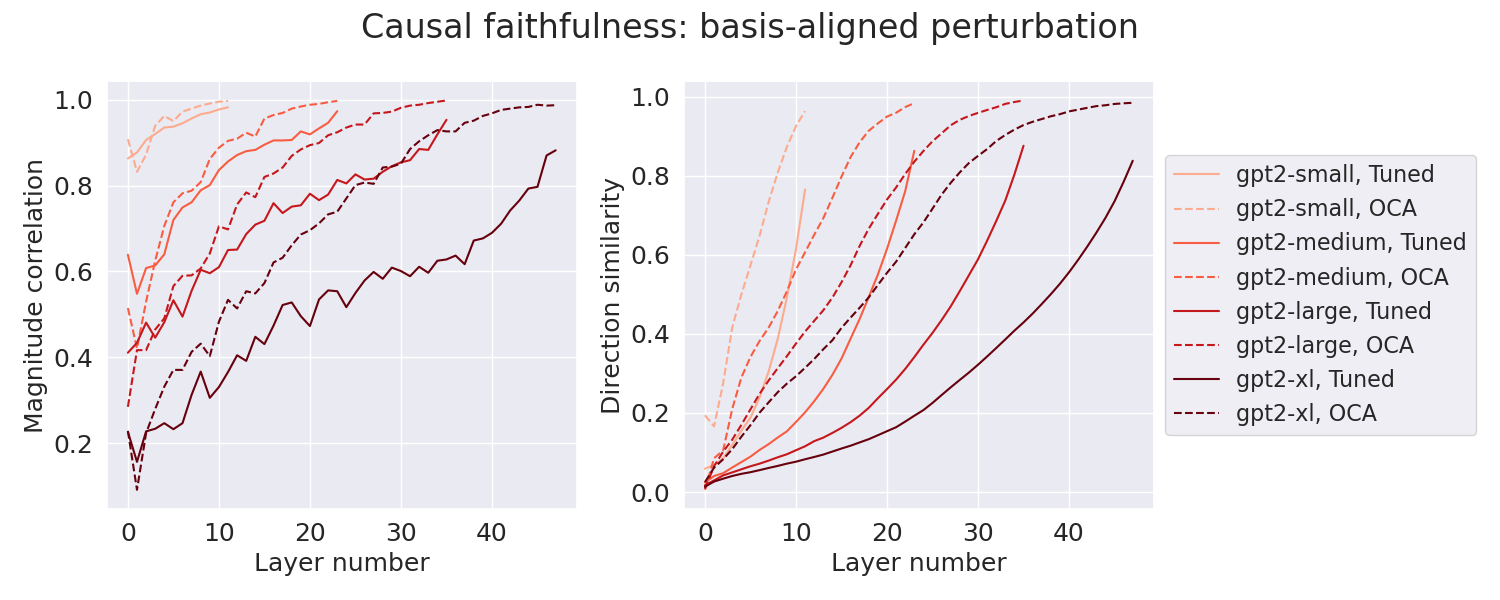 Causal faithfulness: basis-aligned perturbation
Magnitude correlation
1.0
0.8
0.6
0.4
0.2
0 10 20 30 40
Layer number
Direction similarity
1.0
0.8
0.6
0.4
0.2
0.0
0 10 20 30 40
Layer number
gpt2-small, Tuned
gpt2-small, OCA
gpt2-medium, Tuned
gpt2-medium, OCA
gpt2-large, Tuned
gpt2-large, OCA
gpt2-xl, Tuned
gpt2-xl, OCA